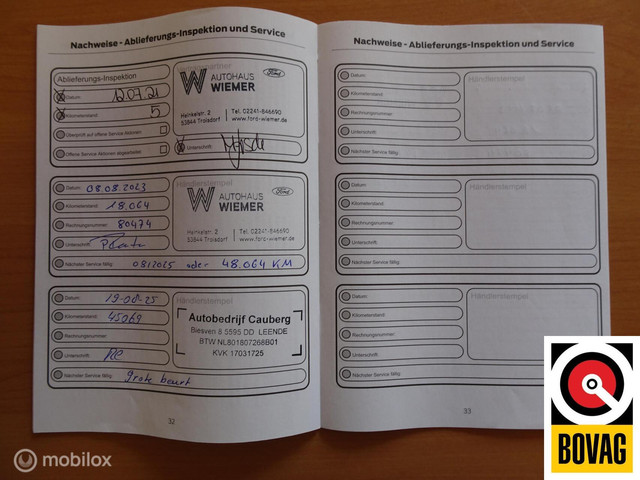 Nachweise - Ablieferungs-Inspektion und Service
Ablieferungs-Inspektion
Datum:
Kilometerstand: 5
Überprüft auf offene Service Aktionen
Offene Service Aktionen abgearbeitet
AUTOHAUS
WIEMER
Ford
Heinkelstr. 2 | Tel. 02241-846690
53844 Troisdorf | www.ford-wiemer.de
Unterschrift:
Datum: 08.08.2023
Kilometerstand: 18.064
Rechnungsnummer: 80474
Unterschrift:
Nächster Service fällig: 08/2025 oder 48.064 KM
Händlerstempel
AUTOHAUS
WIEMER
Ford
Heinkelstr. 2 | Tel. 02241-846690
53844 Troisdorf | www.ford-wiemer.de
Datum: 19-08-25
Kilometerstand: 45069
Rechnungsnummer:
Unterschrift:
Nächster Service fällig: grote beurt
Händlerstempel
Autobedrijf Cauberg
Biesven 8 5595 DD LEENDE
BTW NL801807268B01
KVK 17031725
32
Nachweise - Ablieferungs-Inspektion und Service
Datum:
Kilometerstand:
Rechnungsnummer:
Unterschrift:
Nächster Service fällig:
Händlerstempel
Datum:
Kilometerstand:
Rechnungsnummer:
Unterschrift:
Nächster Service fällig:
Händlerstempel
Datum:
Kilometerstand:
Rechnungsnummer:
Unterschrift:
Nächster Service fällig:
Händlerstempel
33
BOVAG
mobilox